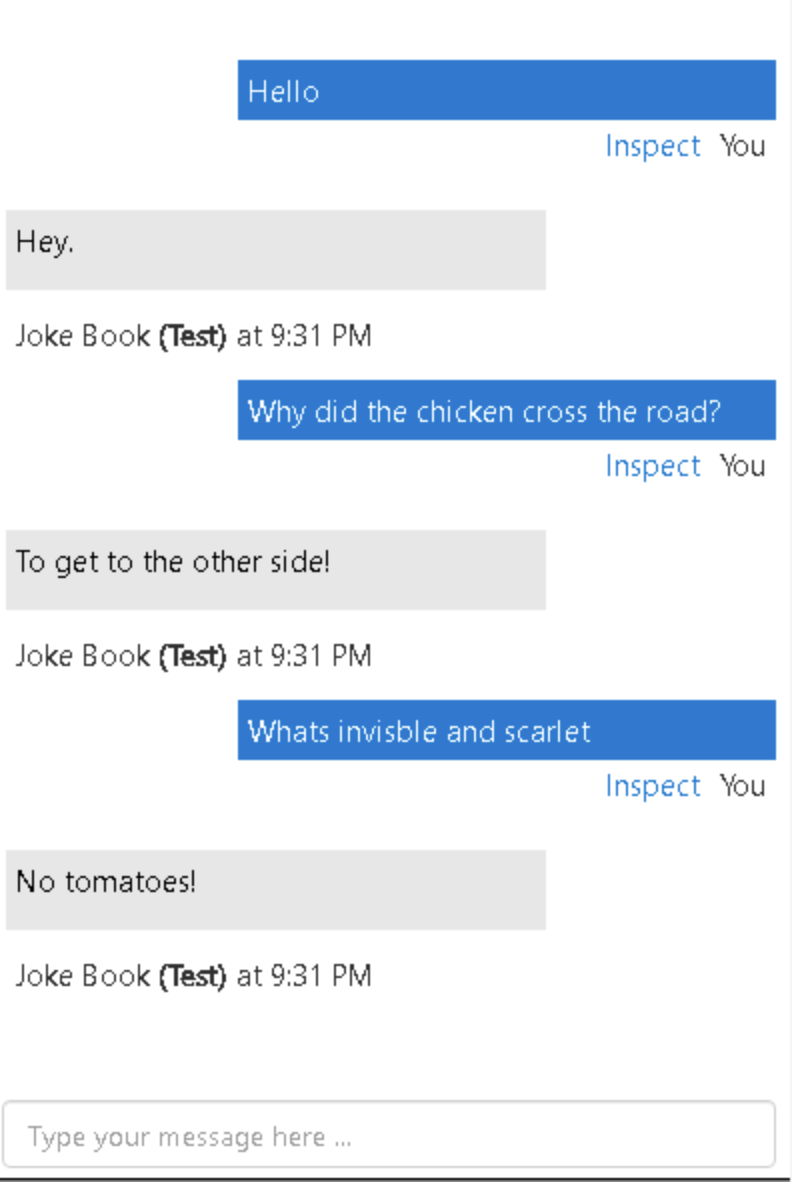 Hello
Inspect You
Hey.
Joke Book (Test) at 9:31 PM
Why did the chicken cross the road?
Inspect You
To get to the other side!
Joke Book (Test) at 9:31 PM
Whats invisble and scarlet
Inspect You
No tomatoes!
Joke Book (Test) at 9:31 PM
Type your message here ...